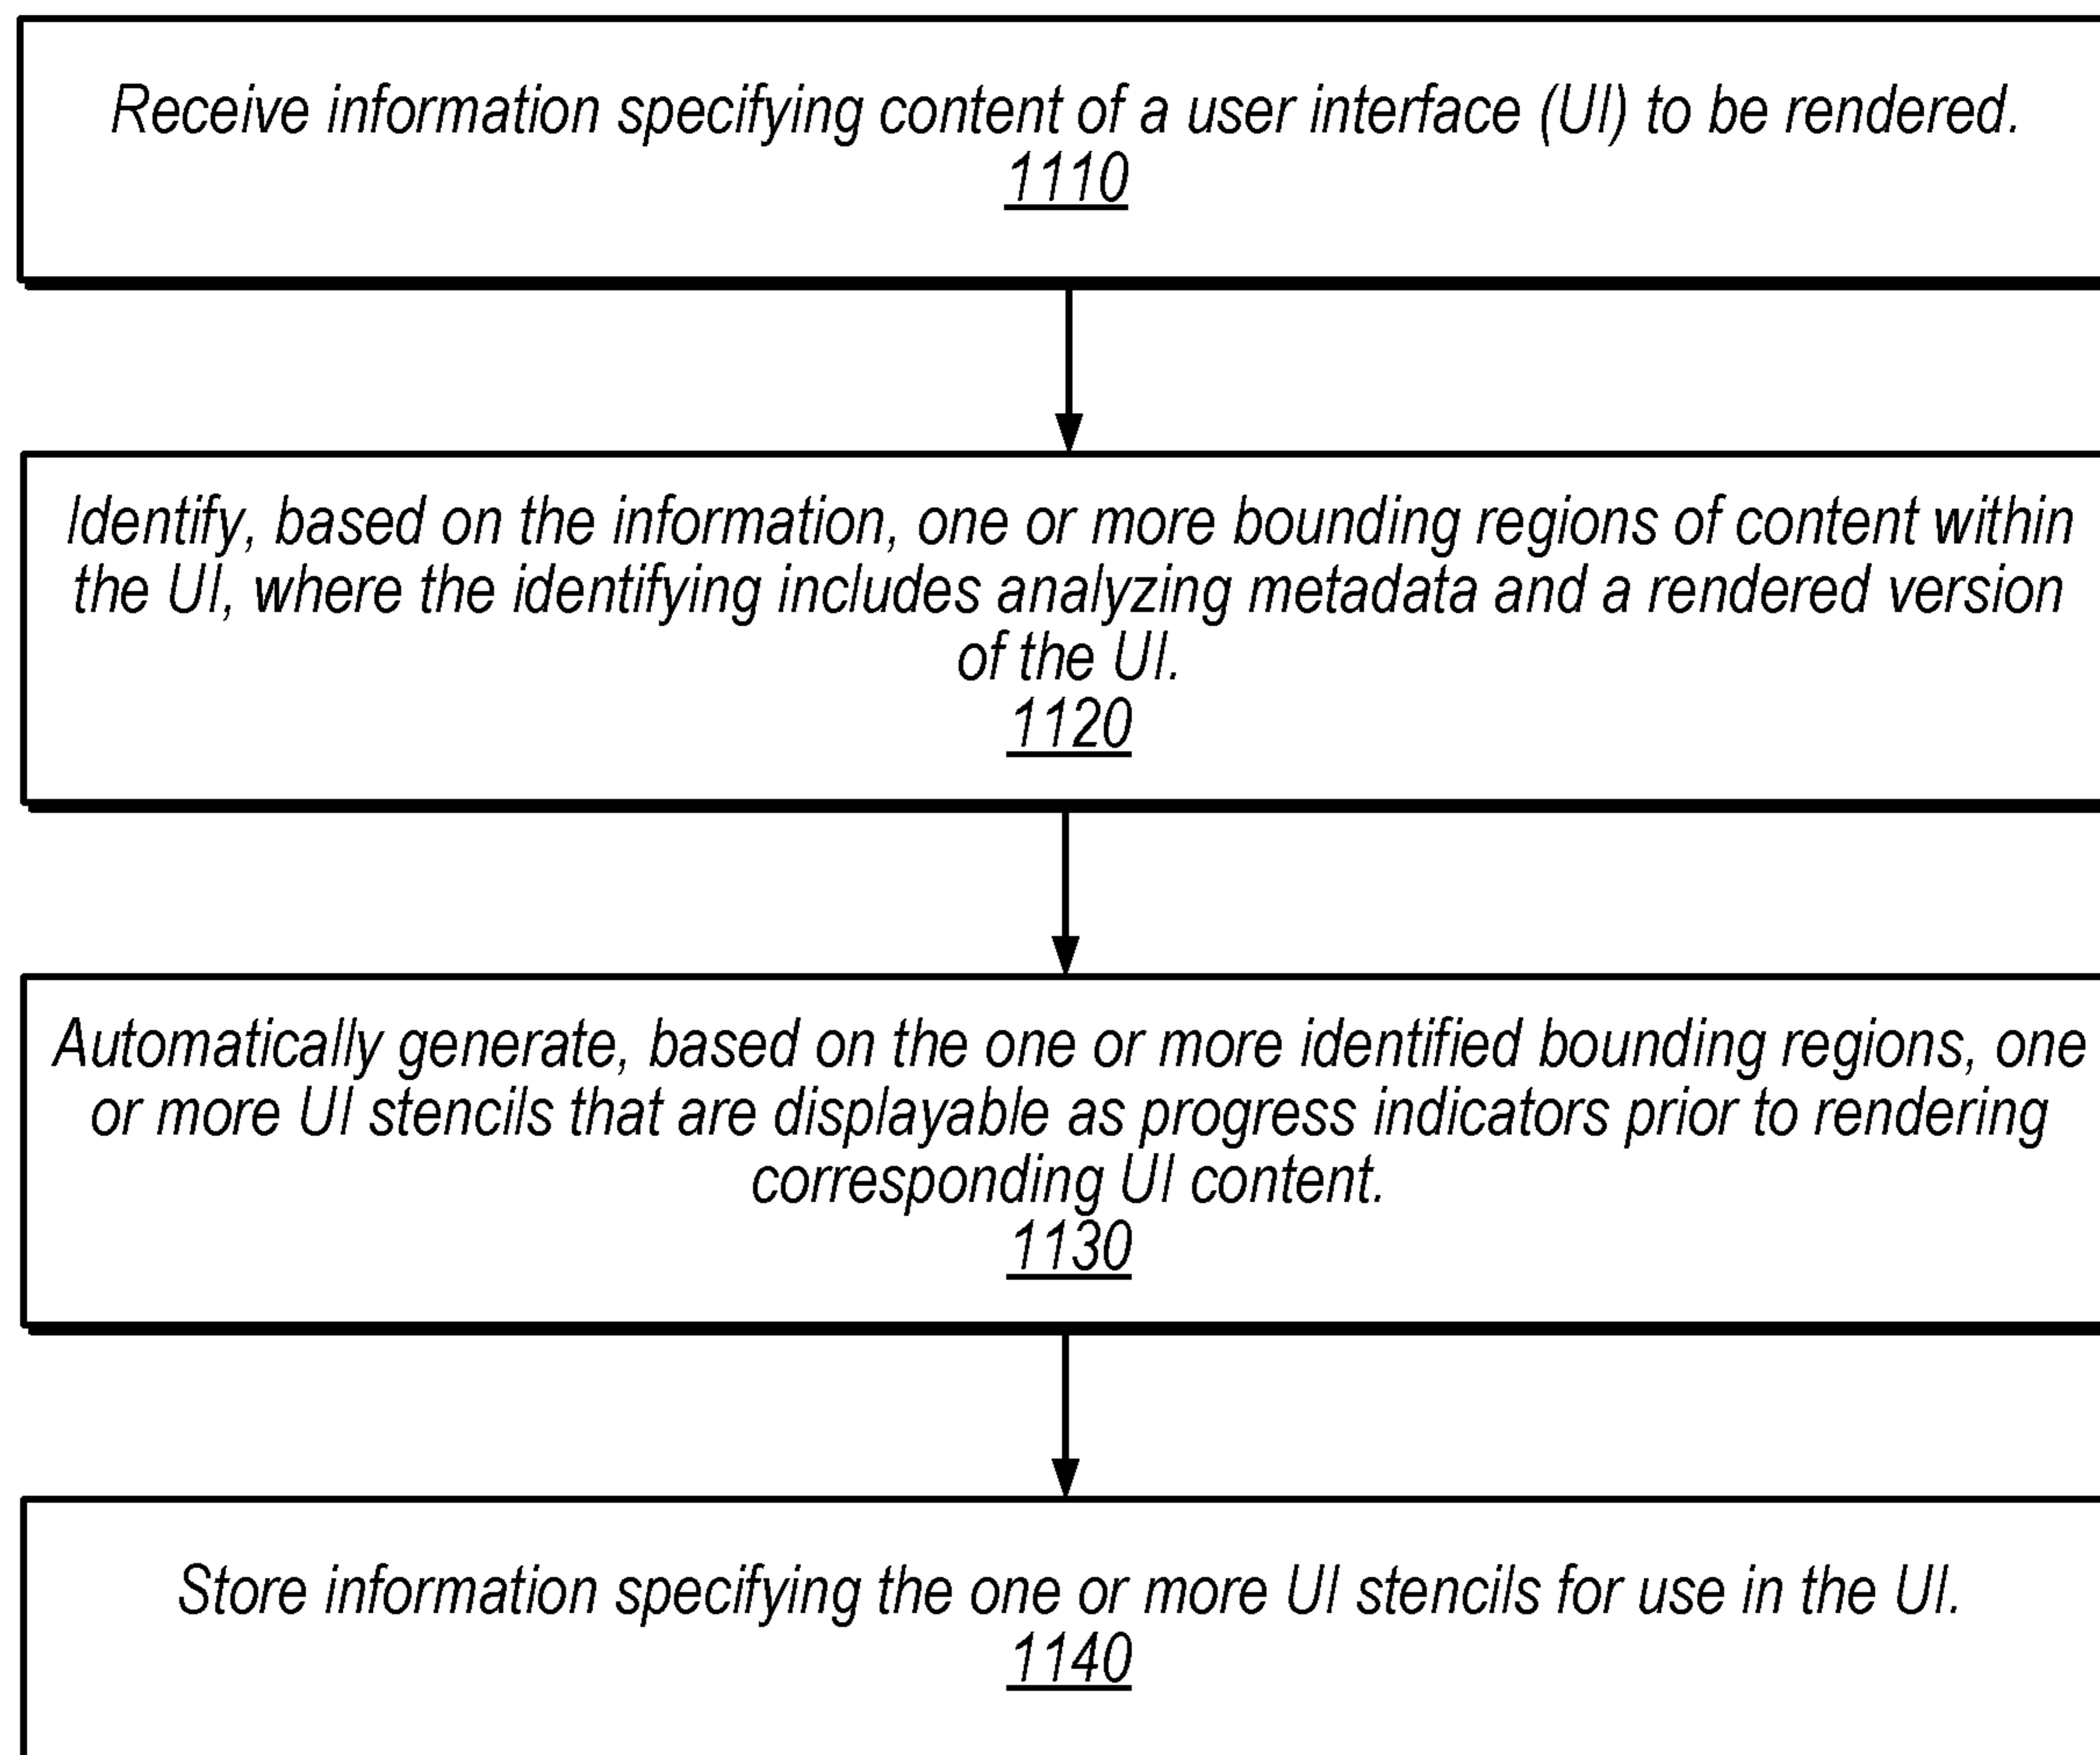 Receive information specifying content of a user interface (UI) to be rendered.
1110
Identify, based on the information, one or more bounding regions of content within
the UI, where the identifying includes analyzing metadata and a rendered version
of the UI.
1120
Automatically generate, based on the one or more identified bounding regions, one
or more UI stencils that are displayable as progress indicators prior to rendering
corresponding UI content.
1130
Store information specifying the one or more UI stencils for use in the UI.
1140